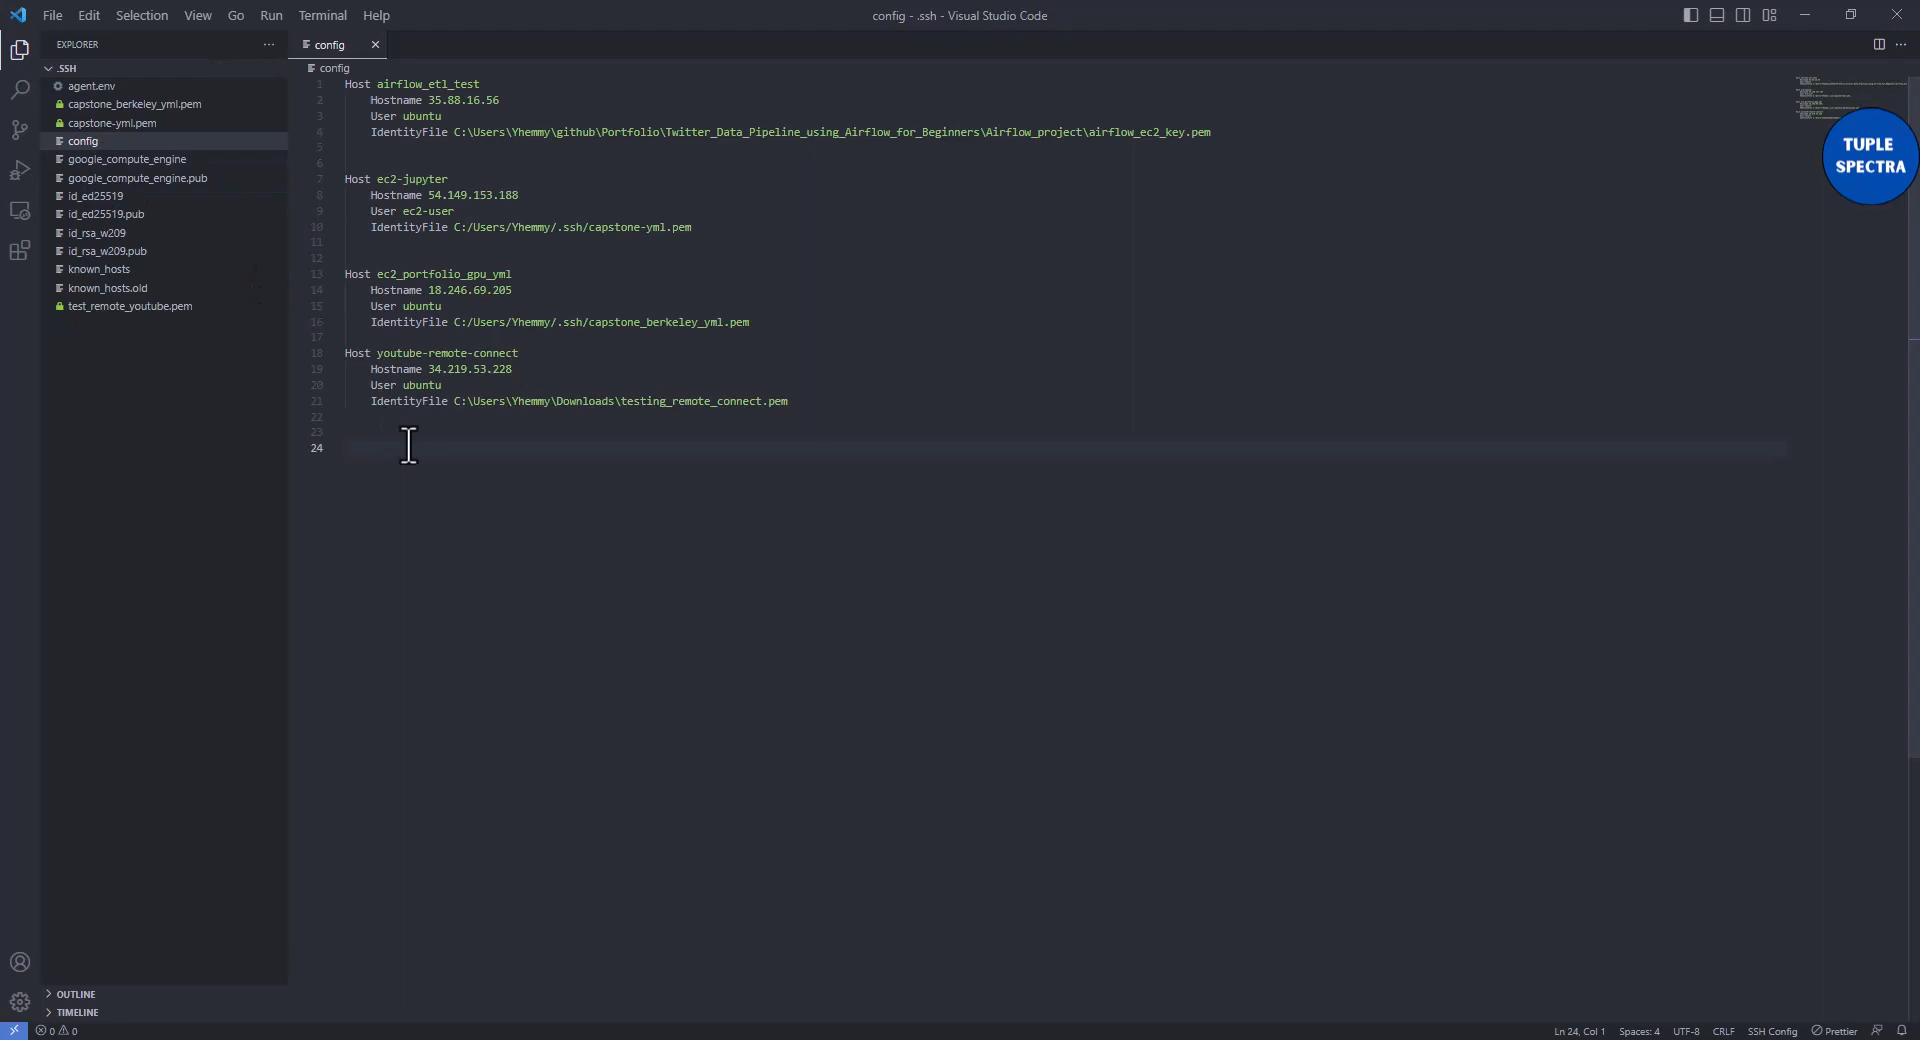 File Edit Selection View Go Run Terminal Help
config - .ssh - Visual Studio Code
EXPLORER
config
.SSH
agent.env
capstone_berkeley_yml.pem
capstone-yml.pem
config
google_compute_engine
google_compute_engine.pub
id_ed25519
id_ed25519.pub
id_rsa_w209
id_rsa_w209.pub
known_hosts
known_hosts.old
test_remote_youtube.pem
OUTLINE
TIMELINE
config
1 Host airflow_etl_test
2 Hostname 35.88.16.56
3 User ubuntu
4 IdentityFile C:\Users\Yhemmy\github\Portfolio\Twitter_Data_Pipeline_using_Airflow_for_Beginners\Airflow_project\airflow_ec2_key.pem
5
6
7 Host ec2-jupyter
8 Hostname 54.149.153.188
9 User ec2-user
10 IdentityFile C:/Users/Yhemmy/.ssh/capstone-yml.pem
11
12
13 Host ec2_portfolio_gpu_yml
14 Hostname 18.246.69.205
15 User ubuntu
16 IdentityFile C:/Users/Yhemmy/.ssh/capstone_berkeley_yml.pem
17
18 Host youtube-remote-connect
19 Hostname 34.219.53.228
20 User ubuntu
21 IdentityFile C:\Users\Yhemmy\Downloads\testing_remote_connect.pem
22
23
24
TUPLE
SPECTRA
0 0
Ln 24, Col 1 Spaces: 4 UTF-8 CRLF SSH Config Prettier